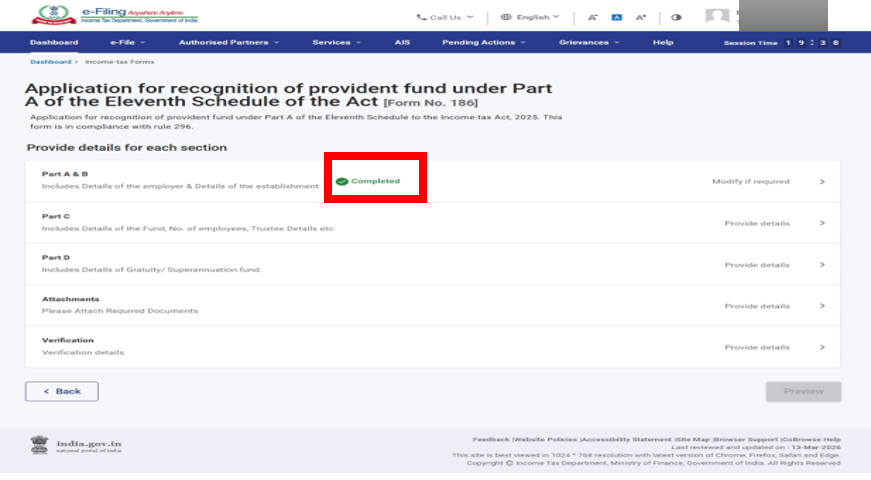 e-Filing Anywhere Anytime
Income Tax Department, Government of India
Call Us
English
A-
A
A+
Dashboard
e-File
Authorised Partners
Services
AIS
Pending Actions
Grievances
Help
Session Time 1 9 : 3 8
Dashboard > Income-tax Forms
Application for recognition of provident fund under Part
A of the Eleventh Schedule of the Act [Form No. 186]
Application for recognition of provident fund under Part A of the Eleventh Schedule to the Income-tax Act, 2025. This
form is in compliance with rule 296.
Provide details for each section
Part A & B
Includes Details of the employer & Details of the establishment.
Completed
Modify if required >
Part C
Includes Details of the Fund, No. of employees, Trustee Details etc.
Provide details >
Part D
Includes Details of Gratuity/ Superannuation fund.
Provide details >
Attachments
Please Attach Required Documents
Provide details >
Verification
Verification details
Provide details >
< Back
Preview
india.gov.in
national portal of india
Feedback |Website Policies |Accessibility Statement |Site Map |Browser Support |CoBrowse Help
Last reviewed and updated on : 13-Mar-2026
This site is best viewed in 1024 * 768 resolution with latest version of Chrome, Firefox, Safari and Edge.
Copyright © Income Tax Department, Ministry of Finance, Government of India. All Rights Reserved